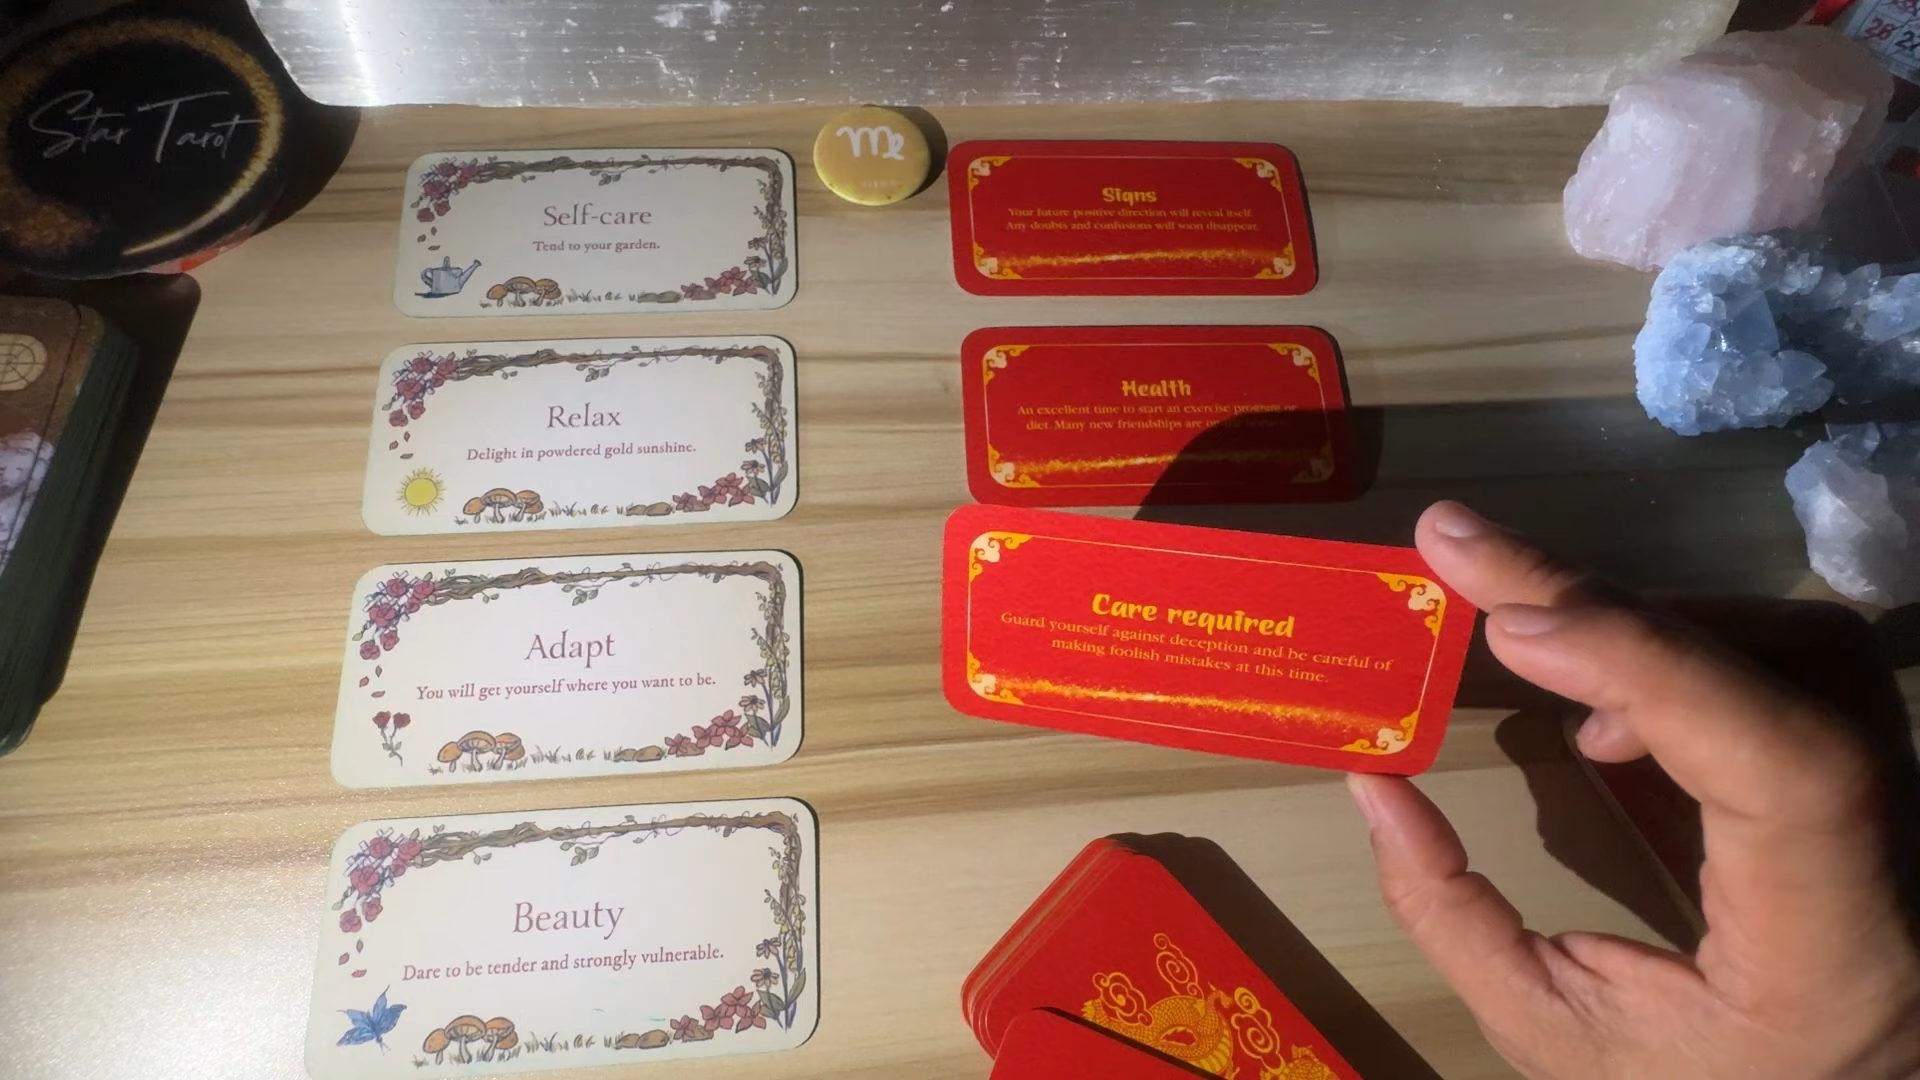 Star Tarot
Self-care
Tend to your garden.
Relax
Delight in powdered gold sunshine.
Adapt
You will get yourself where you want to be.
Beauty
Dare to be tender and strongly vulnerable.
Signs
Your future positive direction will reveal itself.
Any doubts and confusions will soon disappear.
Health
An excellent time to start an exercise program or
diet. Many new friendships are on
Care required
Guard yourself against deception and be careful of
making foolish mistakes at this time.
28